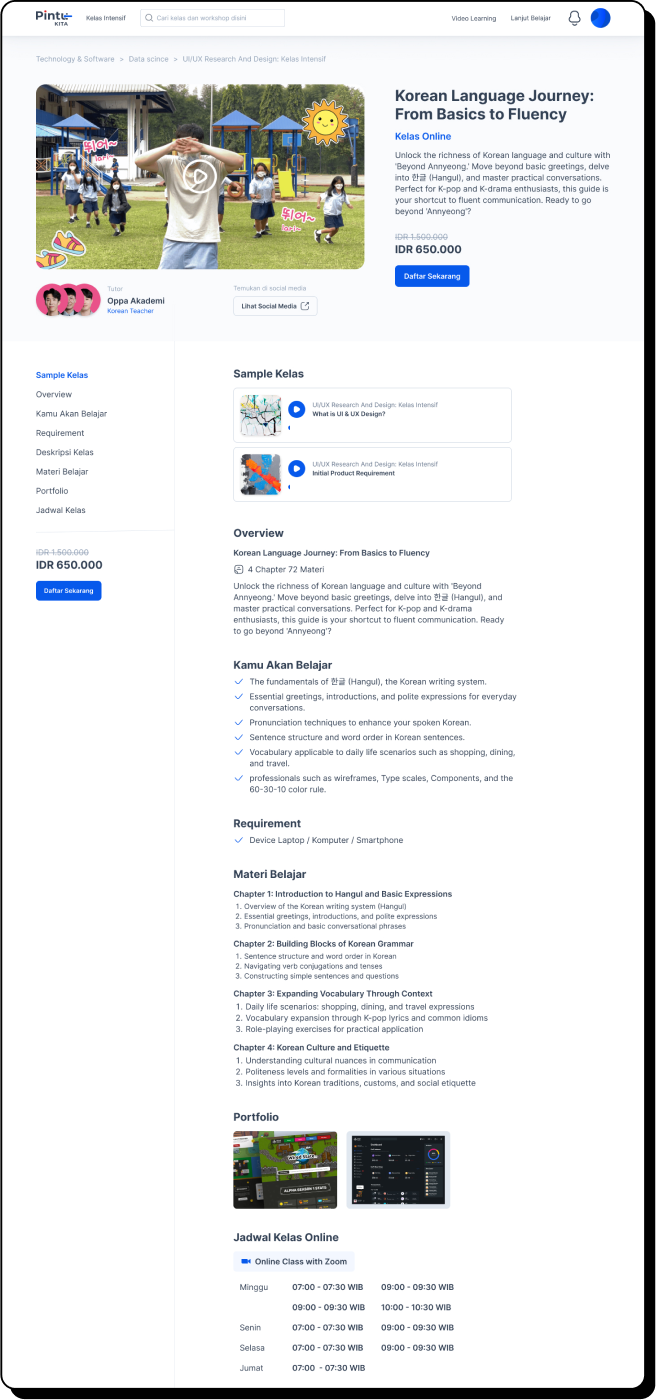 Pintu
KITA
Kelas Intensif
Cari kelas dan workshop disini
Video Learning
Lanjut Belajar
Technology & Software > Data scince > UI/UX Research And Design: Kelas Intensif
뛰어~
뛰어~
Korean Language Journey:
From Basics to Fluency
Kelas Online
Unlock the richness of Korean language and culture with
'Beyond Annyeong.' Move beyond basic greetings, delve
into 한글 (Hangul), and master practical conversations.
Perfect for K-pop and K-drama enthusiasts, this guide is
your shortcut to fluent communication. Ready to go
beyond 'Annyeong'?
IDR 1.500.000
IDR 650.000
Daftar Sekarang
Tutor
Oppa Akademi
Korean Teacher
Temukan di social media
Lihat Social Media
Sample Kelas
Overview
Kamu Akan Belajar
Requirement
Deskripsi Kelas
Materi Belajar
Portfolio
Jadwal Kelas
IDR 1.500.000
IDR 650.000
Daftar Sekarang
Sample Kelas
UI/UX Research And Design: Kelas Intensif
What is UI & UX Design?
UI/UX Research And Design: Kelas Intensif
Initial Product Requirement
Overview
Korean Language Journey: From Basics to Fluency
4 Chapter 72 Materi
Unlock the richness of Korean language and culture with 'Beyond
Annyeong.' Move beyond basic greetings, delve into 한글 (Hangul), and
master practical conversations. Perfect for K-pop and K-drama
enthusiasts, this guide is your shortcut to fluent communication. Ready
to go beyond 'Annyeong'?
Kamu Akan Belajar
The fundamentals of 한글 (Hangul), the Korean writing system.
Essential greetings, introductions, and polite expressions for everyday
conversations.
Pronunciation techniques to enhance your spoken Korean.
Sentence structure and word order in Korean sentences.
Vocabulary applicable to daily life scenarios such as shopping, dining,
and travel.
professionals such as wireframes, Type scales, Components, and the
60-30-10 color rule.
Requirement
Device Laptop / Komputer / Smartphone
Materi Belajar
Chapter 1: Introduction to Hangul and Basic Expressions
1. Overview of the Korean writing system (Hangul)
2. Essential greetings, introductions, and polite expressions
3. Pronunciation and basic conversational phrases
Chapter 2: Building Blocks of Korean Grammar
1. Sentence structure and word order in Korean
2. Navigating verb conjugations and tenses
3. Constructing simple sentences and questions
Chapter 3: Expanding Vocabulary Through Context
1. Daily life scenarios: shopping, dining, and travel expressions
2. Vocabulary expansion through K-pop lyrics and common idioms
3. Role-playing exercises for practical application
Chapter 4: Korean Culture and Etiquette
1. Understanding cultural nuances in communication
2. Politeness levels and formalities in various situations
3. Insights into Korean traditions, customs, and social etiquette
Portfolio
ALPHA SEASON 1 STATS
Jadwal Kelas Online
Online Class with Zoom
Minggu 07:00 - 07:30 WIB 09:00 - 09:30 WIB
09:00 - 09:30 WIB 10:00 - 10:30 WIB
Senin 07:00 - 07:30 WIB 09:00 - 09:30 WIB
Selasa 07:00 - 07:30 WIB 09:00 - 09:30 WIB
Jumat 07:00 - 07:30 WIB